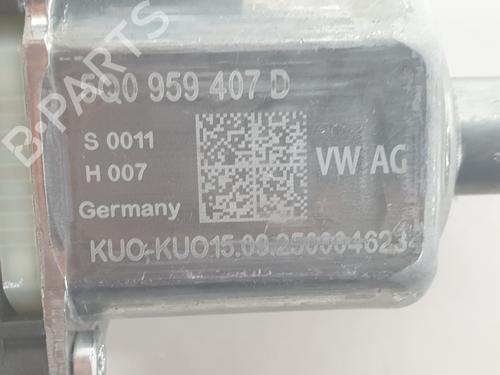 5Q0 959 407 D
S 0011
H 007
VW AG
Germany
KUO-KUO15.09.250004623
B-PARTS